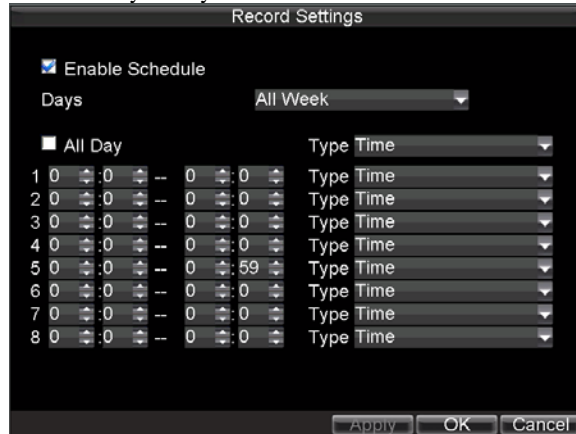 Record Settings
Enable Schedule
Days All Week
All Day Type Time
1 0 :0 -- 0 :0 Type Time
2 0 :0 -- 0 :0 Type Time
3 0 :0 -- 0 :0 Type Time
4 0 :0 -- 0 :0 Type Time
5 0 :0 -- 0 :59 Type Time
6 0 :0 -- 0 :0 Type Time
7 0 :0 -- 0 :0 Type Time
8 0 :0 -- 0 :0 Type Time
Apply OK Cancel